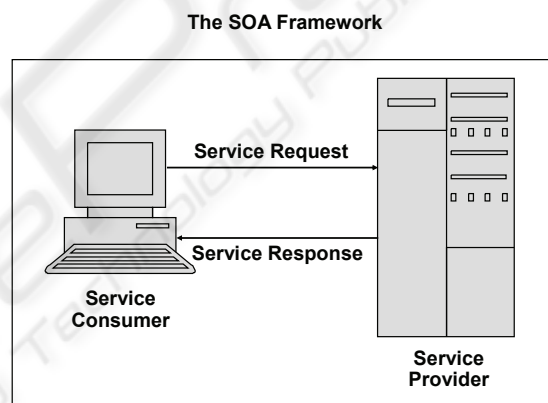 The SOA Framework
Service Request
Service Response
Service
Consumer
Service
Provider